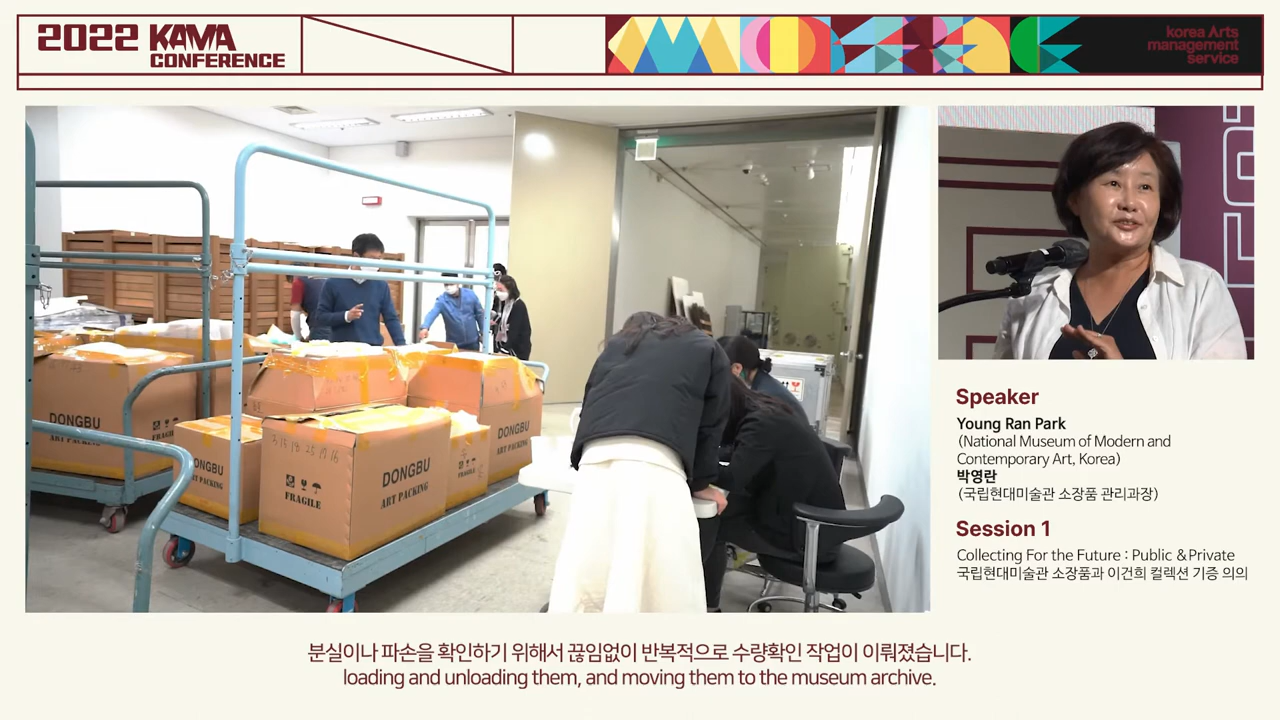 2022 KAMA
CONFERENCE
korea Arts
management
service
DONGBU
ART PACKING
FRAGILE
DONGBU
ART PACKING
DONGBU
ART PACKING
FRAGILE
DONGBU
ART PACKING
FRAGILE
Speaker
Young Ran Park
(National Museum of Modern and
Contemporary Art, Korea)
박영란
(국립현대미술관 소장품 관리과장)
Session 1
Collecting For the Future : Public & Private
국립현대미술관 소장품과 이건희 컬렉션 기증 의의
분실이나 파손을 확인하기 위해서 끊임없이 반복적으로 수량확인 작업이 이뤄졌습니다.
loading and unloading them, and moving them to the museum archive.